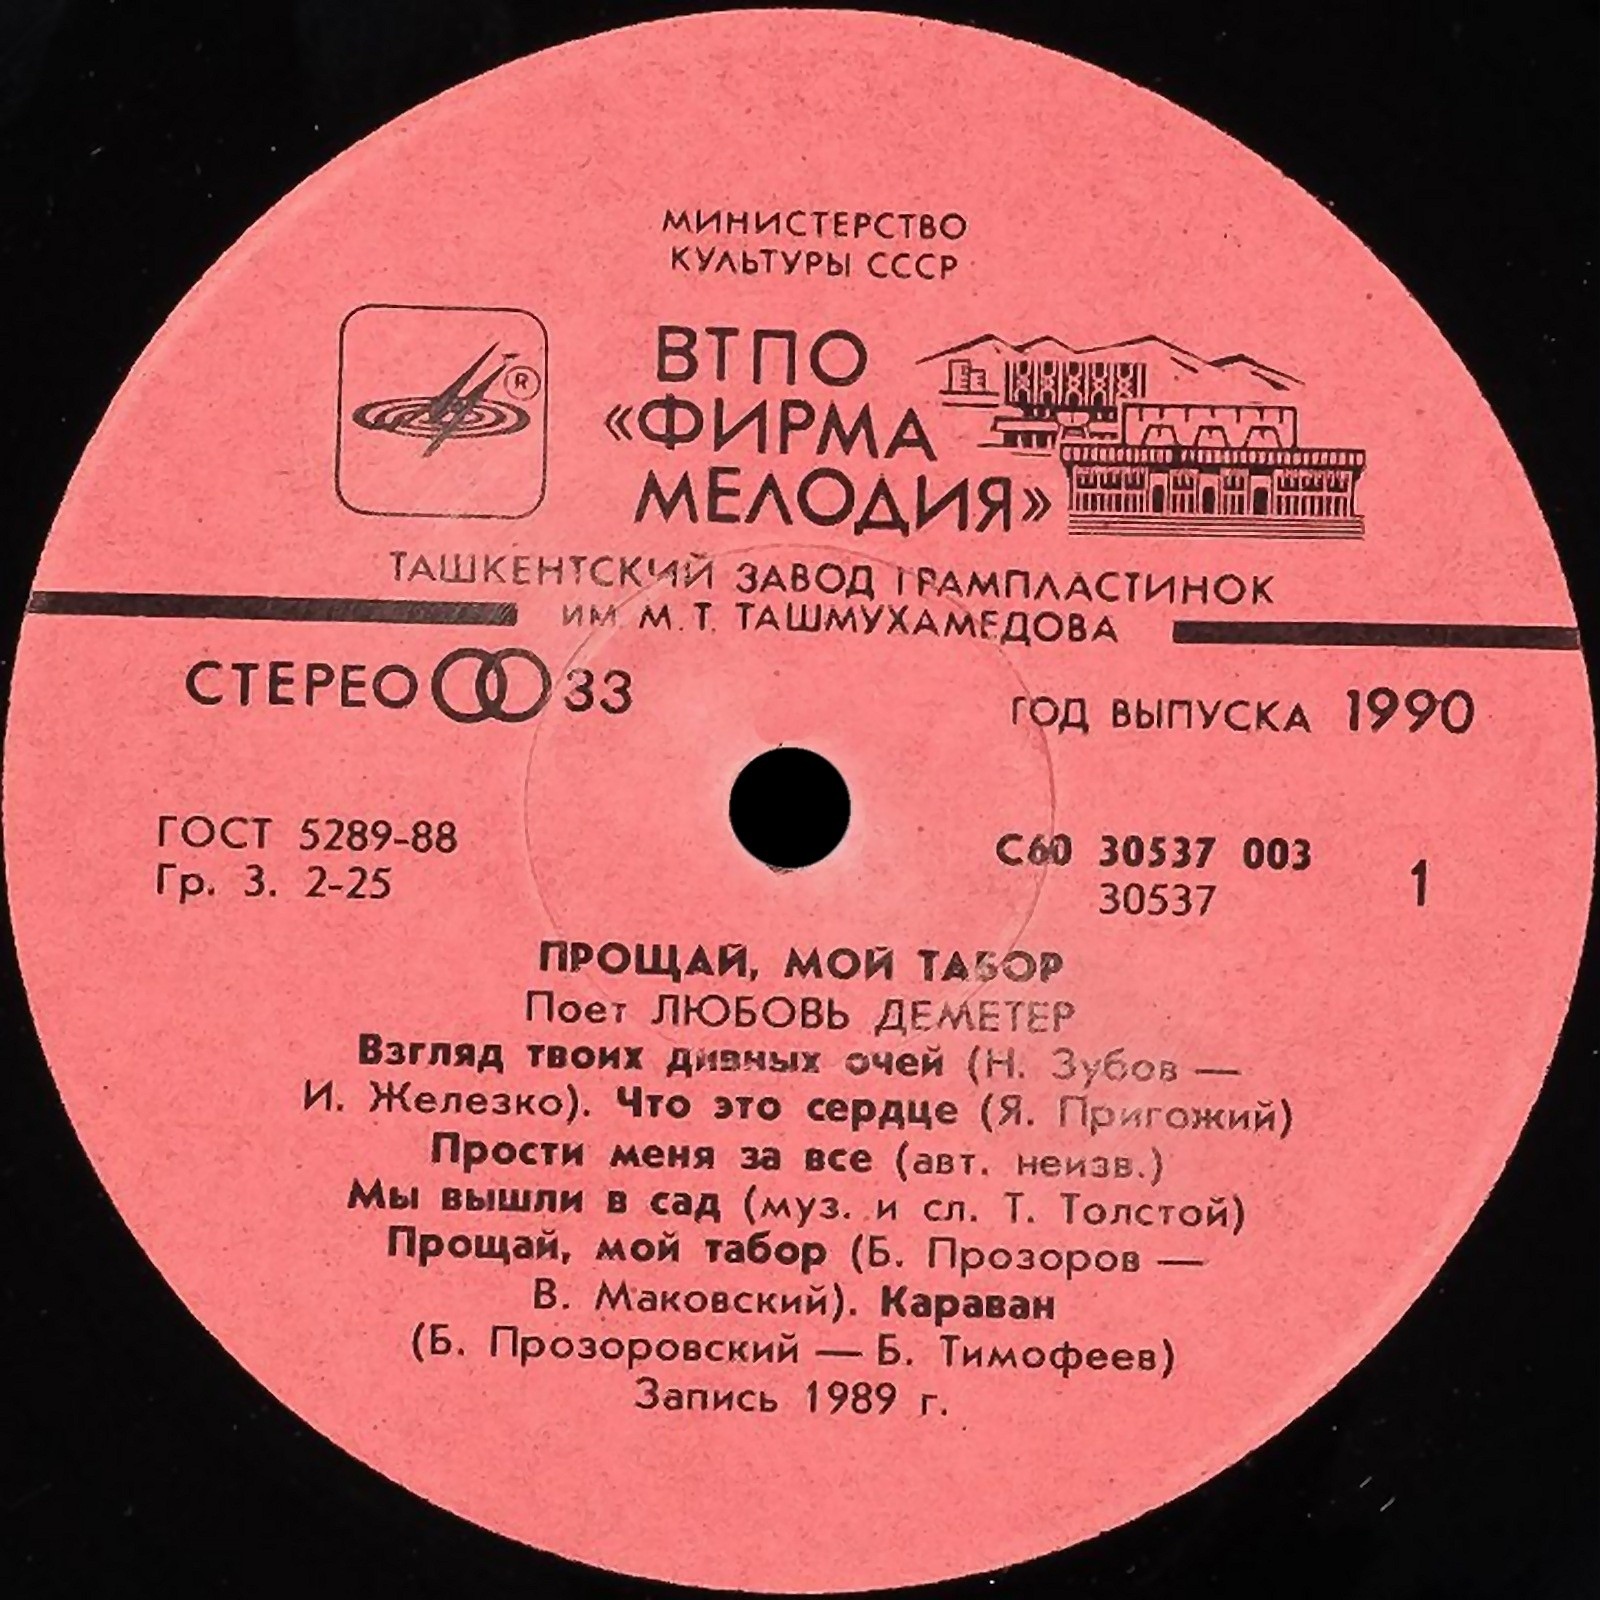 МИНИСТЕРСТВО
КУЛЬТУРЫ СССР
ВТПО
«ФИРМА
МЕЛОДИЯ»
®
ТАШКЕНТСКИЙ ЗАВОД ГРАМПЛАСТИНОК
ИМ. М.Т. ТАШМУХАМЕДОВА
СТЕРЕО 33
ГОД ВЫПУСКА 1990
ГОСТ 5289-88
Гр. 3. 2-25
С60 30537 003
30537
1
ПРОЩАЙ, МОЙ ТАБОР
Поет ЛЮБОВЬ ДЕМЕТЕР
Взгляд твоих дивных очей (Н. Зубов —
И. Железко). Что это сердце (Я. Пригожий)
Прости меня за все (авт. неизв.)
Мы вышли в сад (муз. и сл. Т. Толстой)
Прощай, мой табор (Б. Прозоров —
В. Маковский). Караван
(Б. Прозоровский — Б. Тимофеев)
Запись 1989 г.